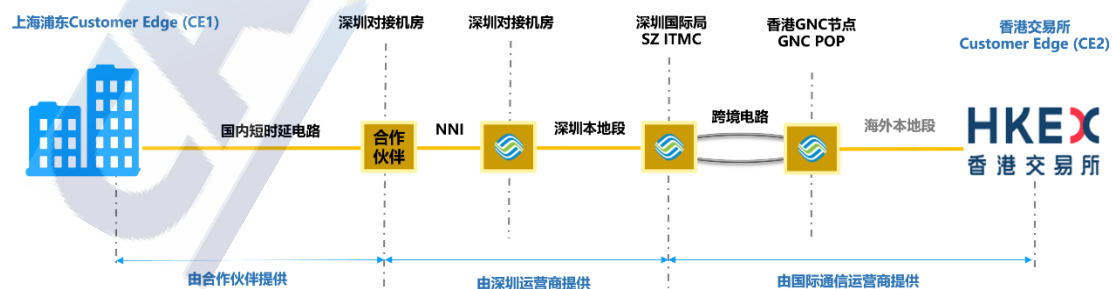 上海浦东Customer Edge (CE1)
深圳对接机房
深圳对接机房
深圳国际局
SZ ITMC
香港GNC节点
GNC POP
香港交易所
Customer Edge (CE2)
国内短时延电路
合作
伙伴
NNI
深圳本地段
跨境电路
海外本地段
HKEX
香港交易所
由合作伙伴提供
由深圳运营商提供
由国际通信运营商提供